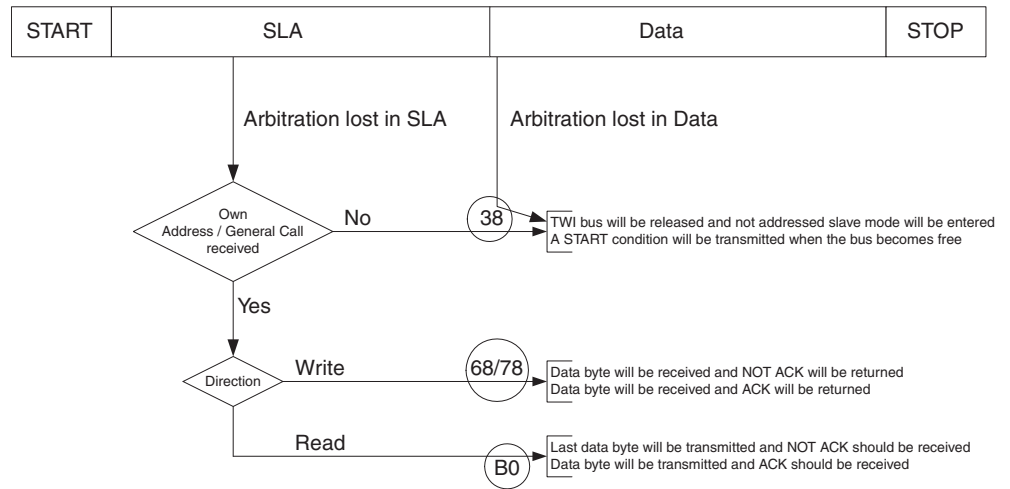 START SLA Data STOP
Arbitration lost in SLA Arbitration lost in Data
Own
Address / General Call
received
No
38
TWI bus will be released and not addressed slave mode will be entered
A START condition will be transmitted when the bus becomes free
Yes
Direction
Write
68/78
Data byte will be received and NOT ACK will be returned
Data byte will be received and ACK will be returned
Read
B0
Last data byte will be transmitted and NOT ACK should be received
Data byte will be transmitted and ACK should be received